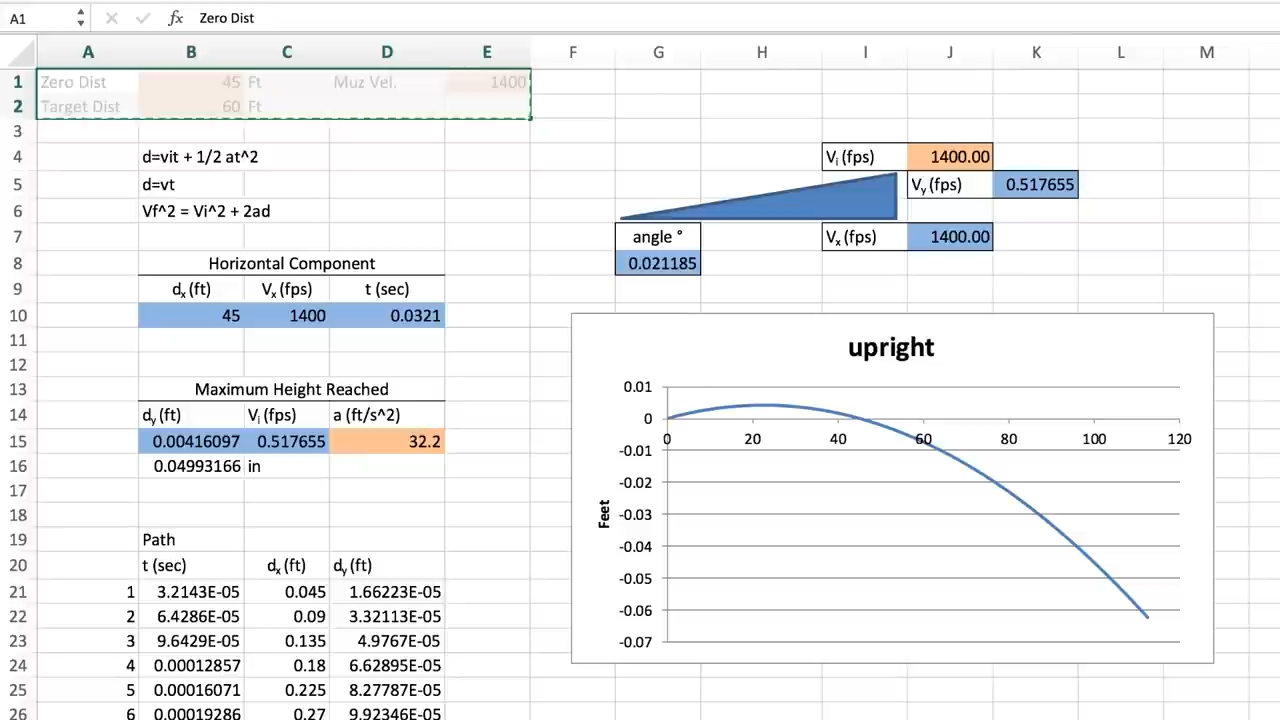 A1 fx Zero Dist
A B C D E F G H I J K L M
1 Zero Dist 45 Ft Muz Vel. 1400
2 Target Dist 60 Ft
3
4 d=vit + 1/2 at^2 Vi (fps) 1400.00
5 d=vt Vy (fps) 0.517655
6 Vf^2 = Vi^2 + 2ad
7 angle ° Vx (fps) 1400.00
8 Horizontal Component 0.021185
9 dx (ft) Vx (fps) t (sec)
10 45 1400 0.0321
11
12
13 Maximum Height Reached
14 dy (ft) Vi (fps) a (ft/s^2)
15 0.00416097 0.517655 32.2
16 0.04993166 in
17
18
19 Path
20 t (sec) dx (ft) dy (ft)
21 1 3.2143E-05 0.045 1.66223E-05
22 2 6.4286E-05 0.09 3.32113E-05
23 3 9.6429E-05 0.135 4.9767E-05
24 4 0.00012857 0.18 6.62895E-05
25 5 0.00016071 0.225 8.27787E-05
26 6 0.00019286 0.27 9.92346E-05
upright
0.01
0
0 20 40 60 80 100 120
-0.01
-0.02
-0.03
-0.04
-0.05
-0.06
-0.07
Feet